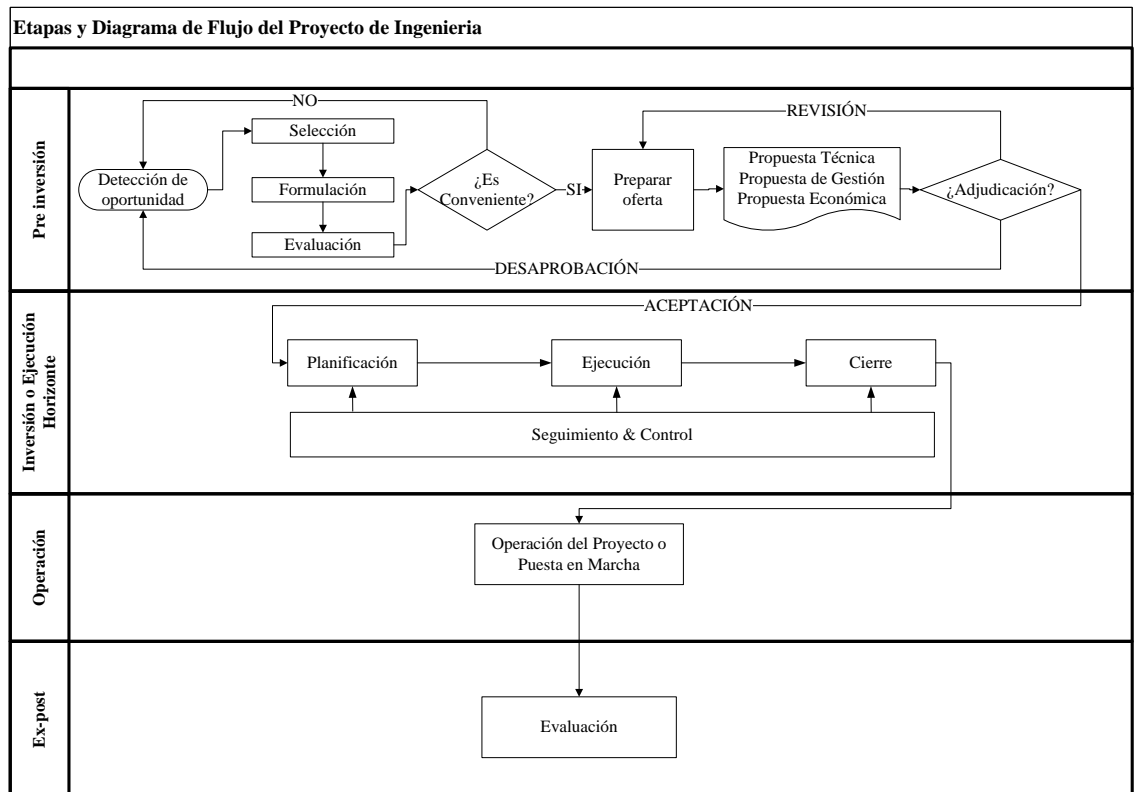 Etapas y Diagrama de Flujo del Proyecto de Ingenieria
Pre inversión
NO
Selección
Detección de
oportunidad
Formulación
Evaluación
¿Es
Conveniente?
SI
REVISIÓN
Preparar
oferta
Propuesta Técnica
Propuesta de Gestión
Propuesta Económica
¿Adjudicación?
DESAPROBACIÓN
Inversión o Ejecución
Horizonte
ACEPTACIÓN
Planificación
Ejecución
Cierre
Seguimiento & Control
Operación
Operación del Proyecto o
Puesta en Marcha
Ex-post
Evaluación